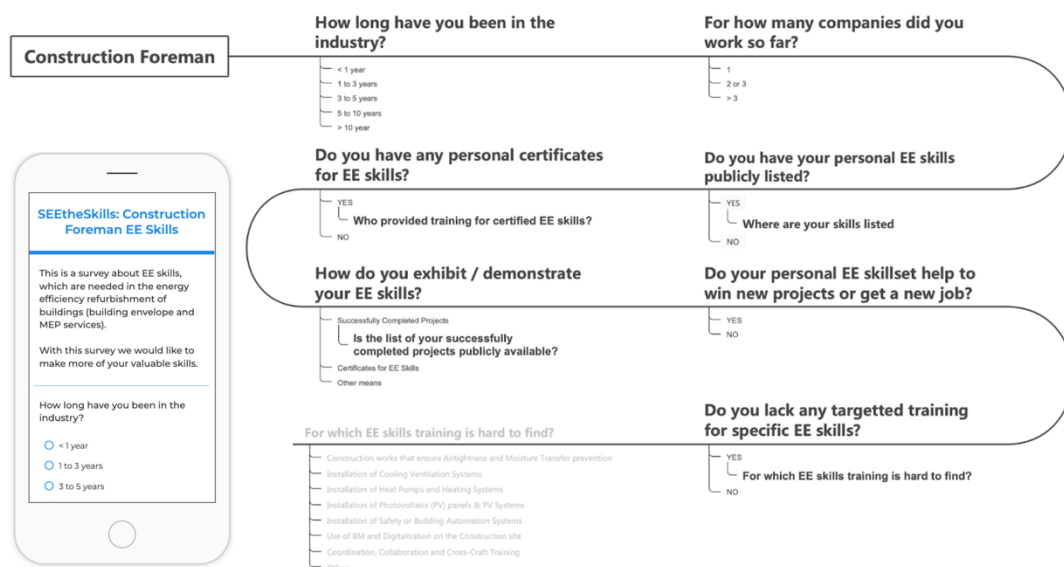 Construction Foreman
How long have you been in the
industry?
< 1 year
1 to 3 years
3 to 5 years
5 to 10 years
> 10 year
For how many companies did you
work so far?
1
2 or 3
> 3
Do you have your personal EE skills
publicly listed?
YES
Where are your skills listed
NO
Do you have any personal certificates
for EE skills?
YES
Who provided training for certified EE skills?
NO
How do you exhibit / demonstrate
your EE skills?
Successfully Completed Projects
Is the list of your successfully
completed projects publicly available?
Certificates for EE Skills
Other means
Do your personal EE skillset help to
win new projects or get a new job?
YES
NO
Do you lack any targetted training
for specific EE skills?
YES
For which EE skills training is hard to find?
NO
For which EE skills training is hard to find?
Construction works that ensure Airtightness and Moisture Transfer prevention
Installation of Cooling Ventilation Systems
Installation of Heat Pumps and Heating Systems
Installation of Photovoltaics (PV) panels & PV Systems
Installation of Safety or Building Automation Systems
Use of BM and Digitalisation on the Construction site
Coordination, Collaboration and Cross-Craft Training
SEEtheSkills: Construction
Foreman EE Skills
This is a survey about EE skills,
which are needed in the energy
efficiency refurbishment of
buildings (building envelope and
MEP services).
With this survey we would like to
make more of your valuable skills.
How long have you been in the
industry?
< 1 year
1 to 3 years
3 to 5 years